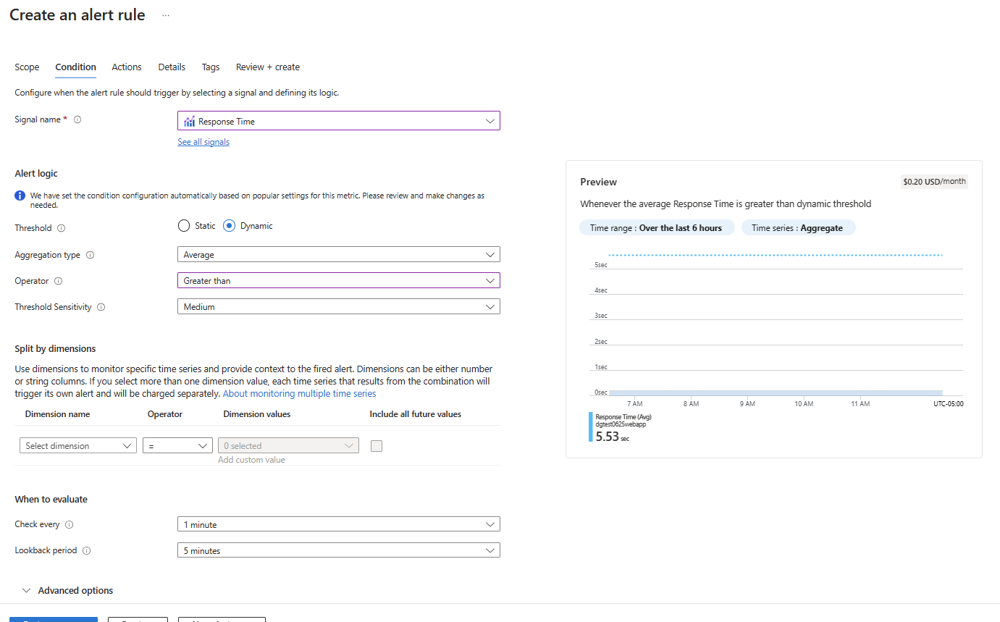 Create an alert rule ...
Scope Condition Actions Details Tags Review + create
Configure when the alert rule should trigger by selecting a signal and defining its logic.
Signal name * Response Time
See all signals
Alert logic
We have set the condition configuration automatically based on popular settings for this metric. Please review and make changes as
needed.
Threshold Static Dynamic
Aggregation type Average
Operator Greater than
Threshold Sensitivity Medium
Split by dimensions
Use dimensions to monitor specific time series and provide context to the fired alert. Dimensions can be either number
or string columns. If you select more than one dimension value, each time series that results from the combination will
trigger its own alert and will be charged separately. About monitoring multiple time series
Dimension name Operator Dimension values Include all future values
Select dimension = 0 selected
Add custom value
When to evaluate
Check every 1 minute
Lookback period 5 minutes
Advanced options
Preview $0.20 USD/month
Whenever the average Response Time is greater than dynamic threshold
Time range : Over the last 6 hours Time series : Aggregate
5sec
4sec
3sec
2sec
1sec
0sec
7 AM 8 AM 9 AM 10 AM 11 AM UTC-05:00
Response Time (Avg)
dgtest0625webapp
5.53 sec